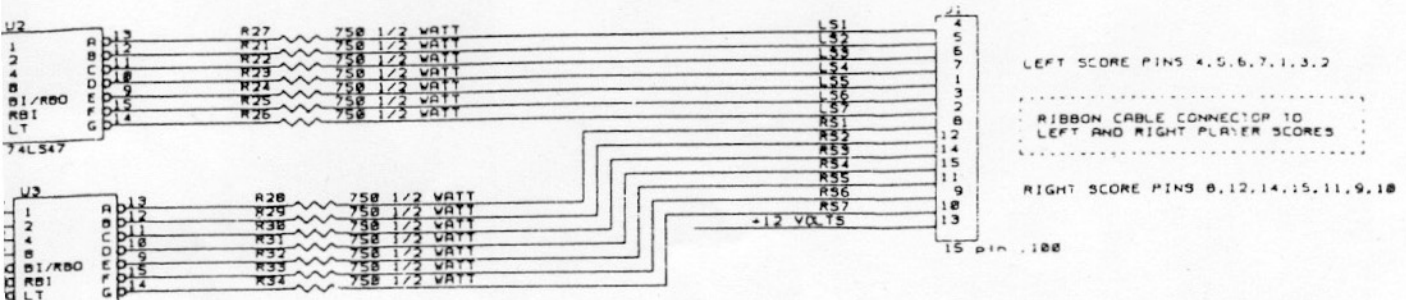 U2
1
2
4
8
BI/RBO
RBI
LT
A
B
C
D
E
F
G
13
12
11
10
9
15
14
74LS47
R27 750 1/2 WATT
R21 750 1/2 WATT
R22 750 1/2 WATT
R23 750 1/2 WATT
R24 750 1/2 WATT
R25 750 1/2 WATT
R26 750 1/2 WATT
U3
1
2
4
8
BI/RBO
RBI
LT
A
B
C
D
E
F
G
13
12
11
10
9
15
14
R28 750 1/2 WATT
R29 750 1/2 WATT
R30 750 1/2 WATT
R31 750 1/2 WATT
R32 750 1/2 WATT
R33 750 1/2 WATT
R34 750 1/2 WATT
J1
LS1 4
LS2 5
LS3 6
LS4 7
LS5 1
LS6 3
LS7 2
RS1 8
RS2 12
RS3 14
RS4 15
RS5 11
RS6 9
RS7 10
+12 VOLTS 13
15 pin .100
LEFT SCORE PINS 4,5,6,7,1,3,2
RIBBON CABLE CONNECTOR TO
LEFT AND RIGHT PLAYER SCORES
RIGHT SCORE PINS 8,12,14,15,11,9,10